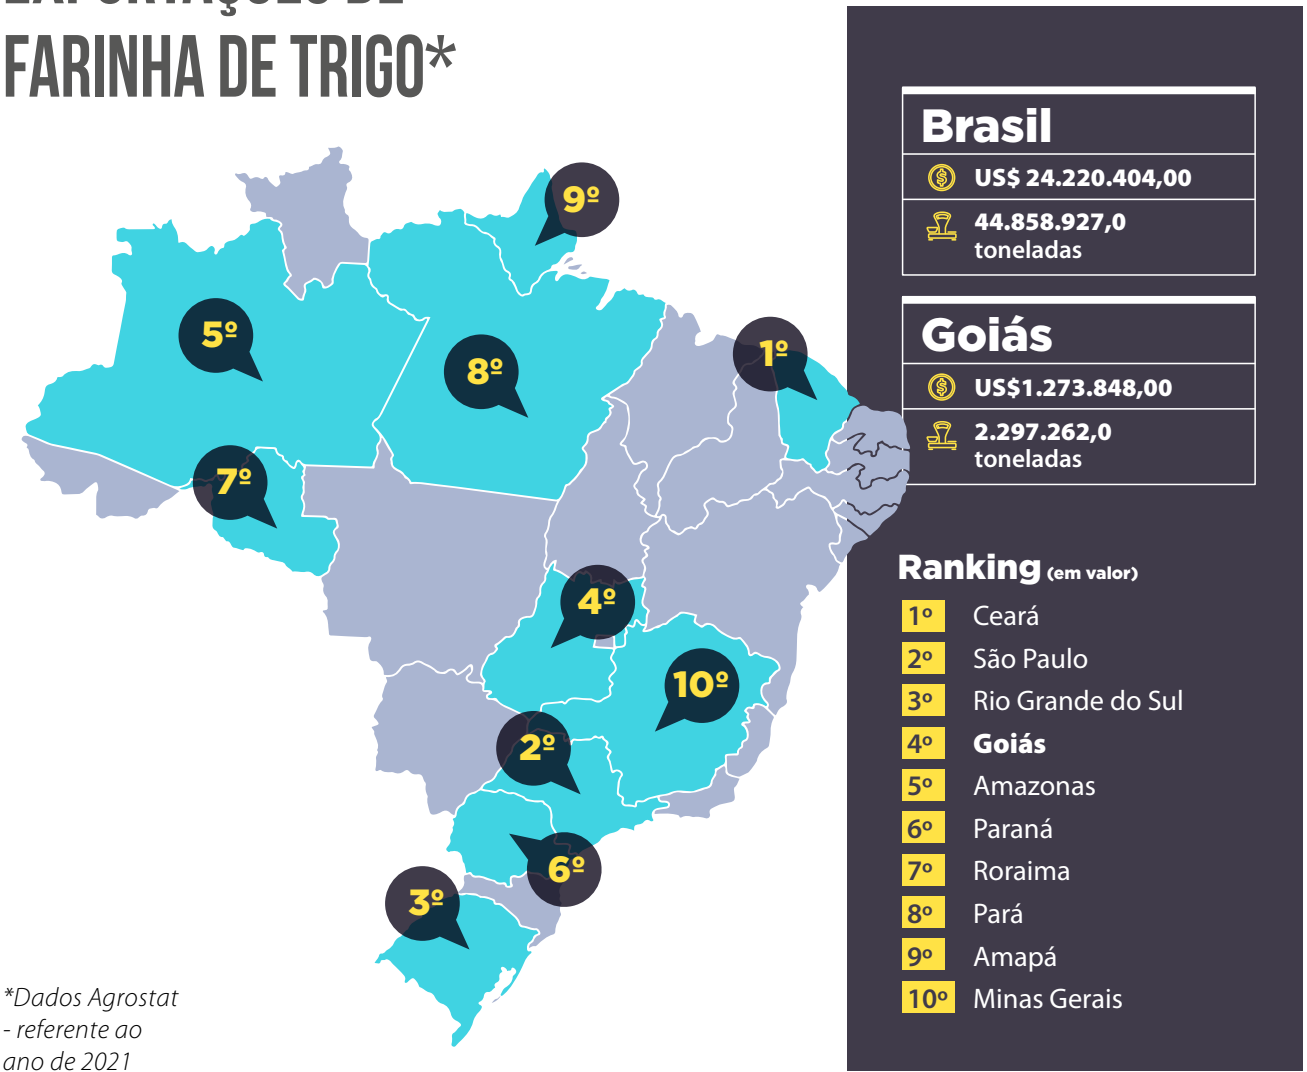 EXPORTAÇÕES DE
FARINHA DE TRIGO*
9º
5º
8º
1º
7º
4º
10º
2º
6º
3º
*Dados Agrostat
- referente ao
ano de 2021
Brasil
US$ 24.220.404,00
44.858.927,0
toneladas
Goiás
US$1.273.848,00
2.297.262,0
toneladas
Ranking (em valor)
1º Ceará
2º São Paulo
3º Rio Grande do Sul
4º Goiás
5º Amazonas
6º Paraná
7º Roraima
8º Pará
9º Amapá
10º Minas Gerais